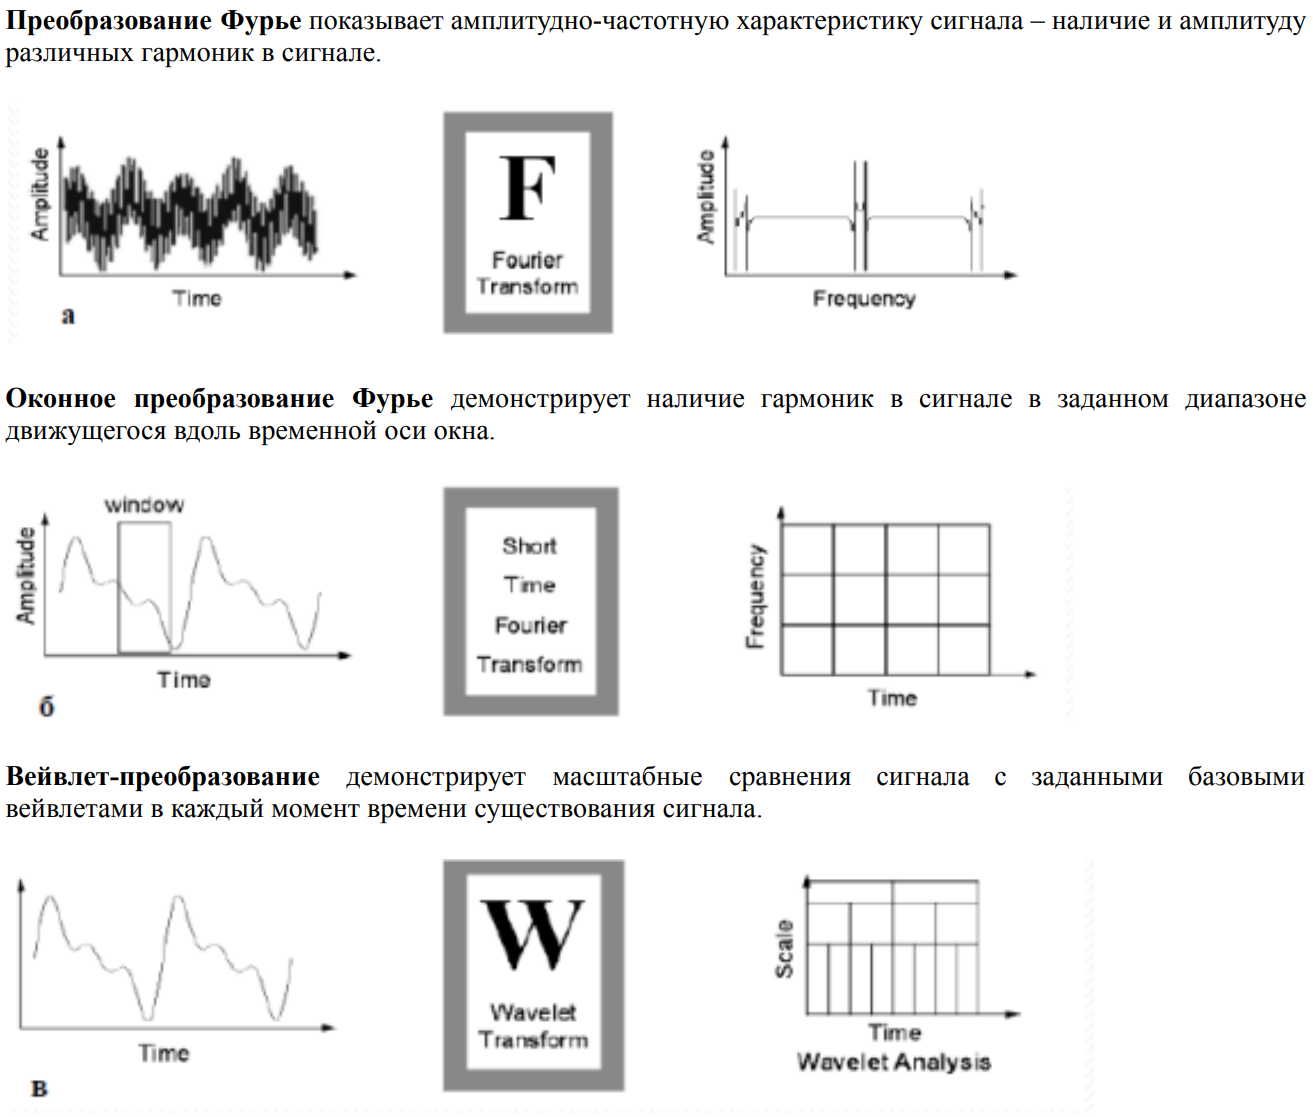 Преобразование Фурье показывает амплитудно-частотную характеристику сигнала – наличие и амплитуду
различных гармоник в сигнале.
Amplitude
Time
а
F
Fourier
Transform
Amplitude
Frequency
Оконное преобразование Фурье демонстрирует наличие гармоник в сигнале в заданном диапазоне
движущегося вдоль временной оси окна.
window
Amplitude
Time
б
Short
Time
Fourier
Transform
Frequency
Time
Вейвлет-преобразование демонстрирует масштабные сравнения сигнала с заданными базовыми
вейвлетами в каждый момент времени существования сигнала.
Time
в
W
Wavelet
Transform
Scale
Time
Wavelet Analysis